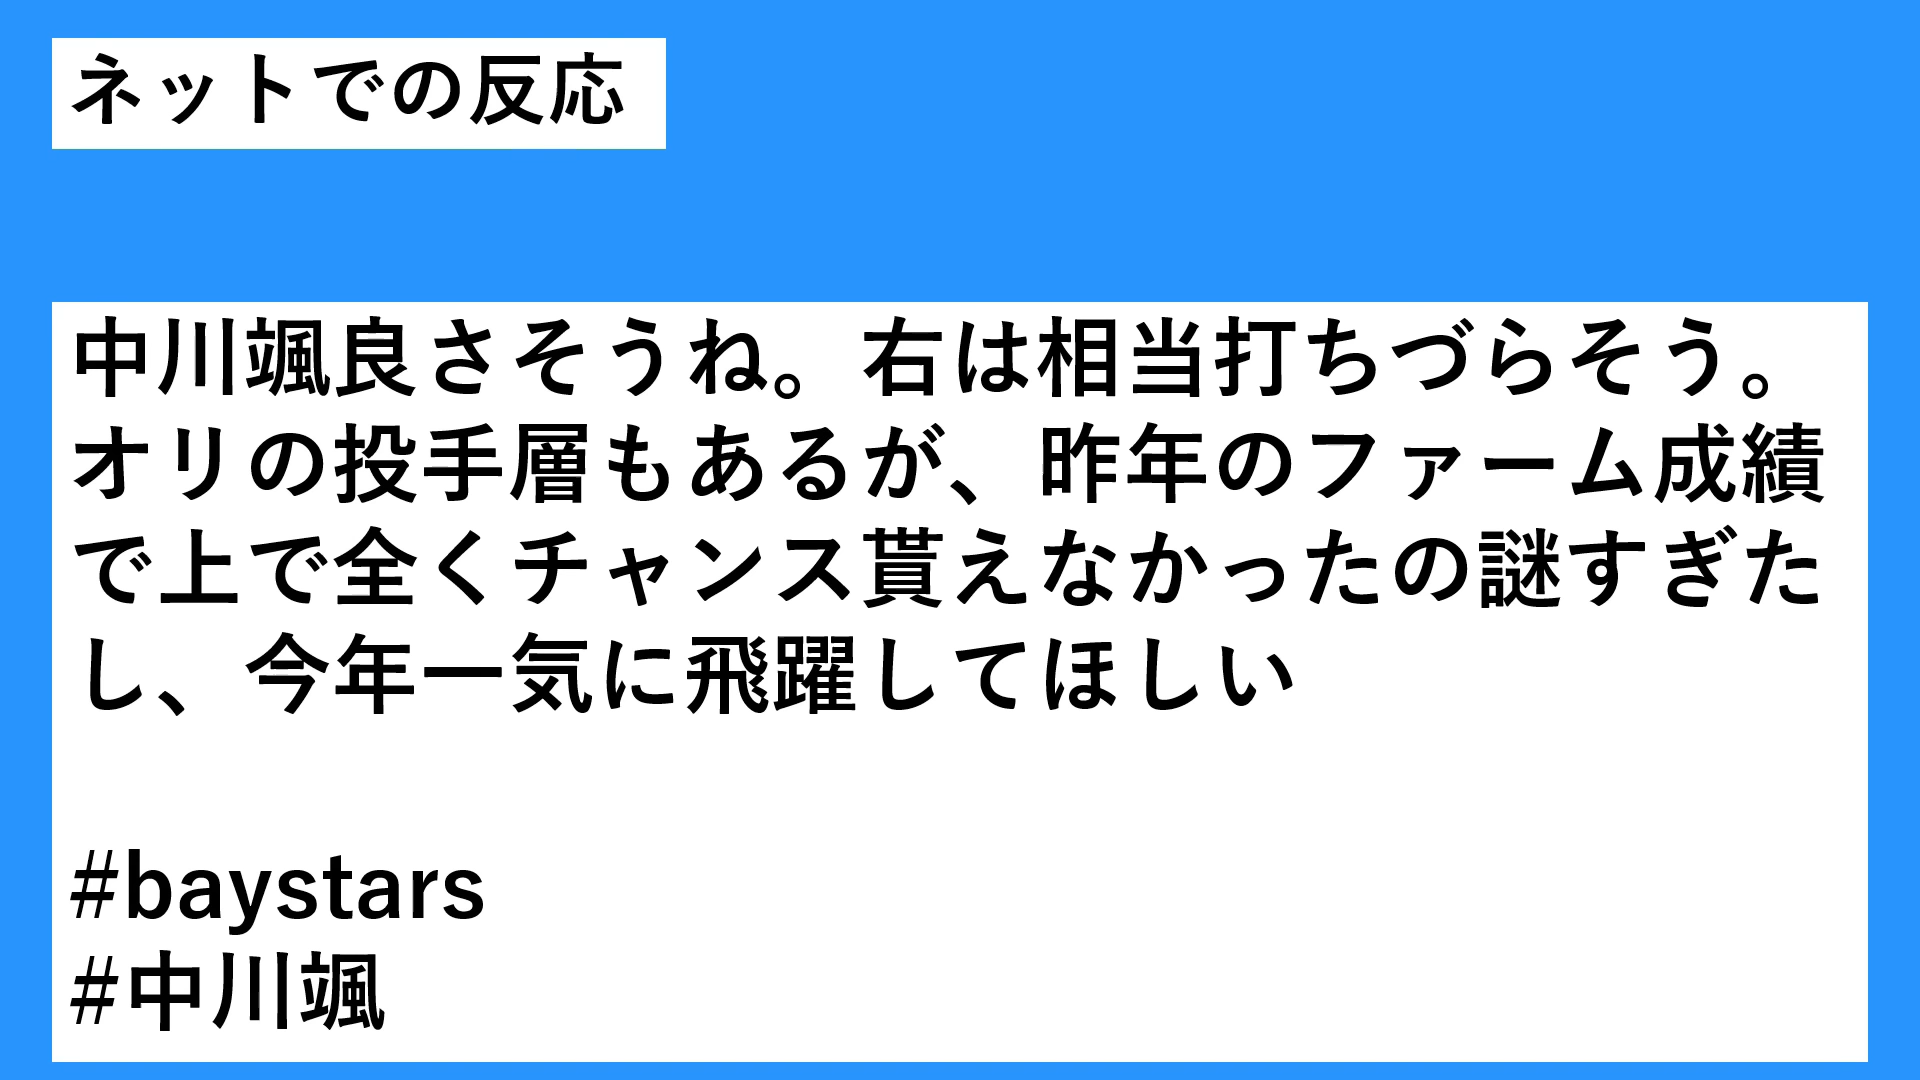 ネットでの反応
中川颯良さそうね。右は相当打ちづらそう。
オリの投手層もあるが、昨年のファーム成績
で上で全くチャンス貰えなかったの謎すぎた
し、今年一気に飛躍してほしい
#baystars
#中川颯